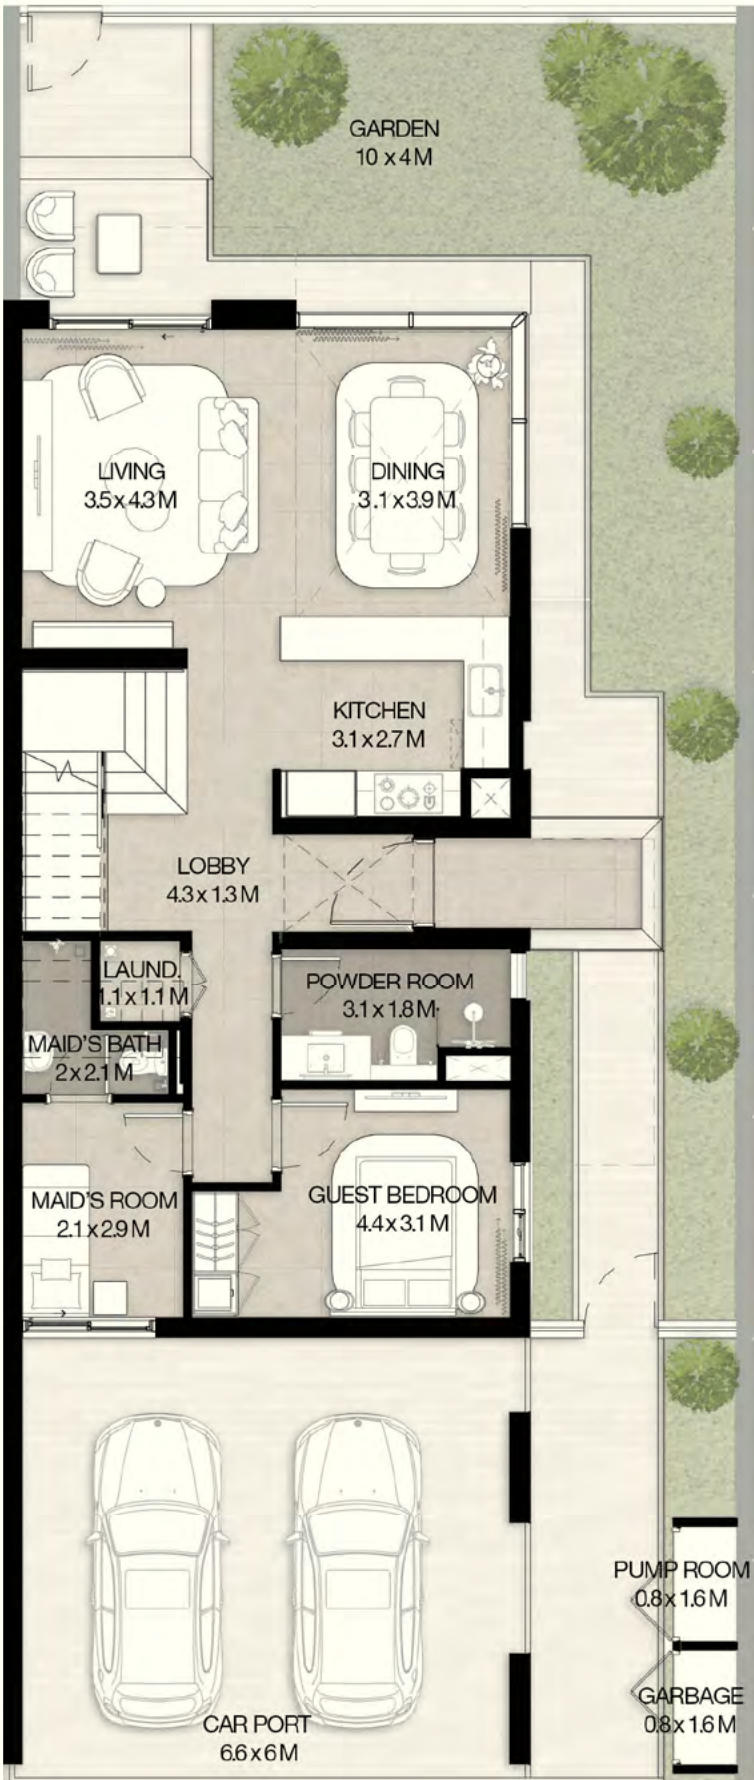 GARDEN
10 x 4 M
LIVING
3.5 x 4.3 M
DINING
3.1 x 3.9 M
KITCHEN
3.1 x 2.7 M
LOBBY
4.3 x 1.3 M
LAUND.
1.1 x 1.1 M
POWDER ROOM
3.1 x 1.8 M
MAID'S BATH
2 x 2.1 M
MAID'S ROOM
2.1 x 2.9 M
GUEST BEDROOM
4.4 x 3.1 M
PUMP ROOM
0.8 x 1.6 M
GARBAGE
0.8 x 1.6 M
CAR PORT
6.6 x 6 M